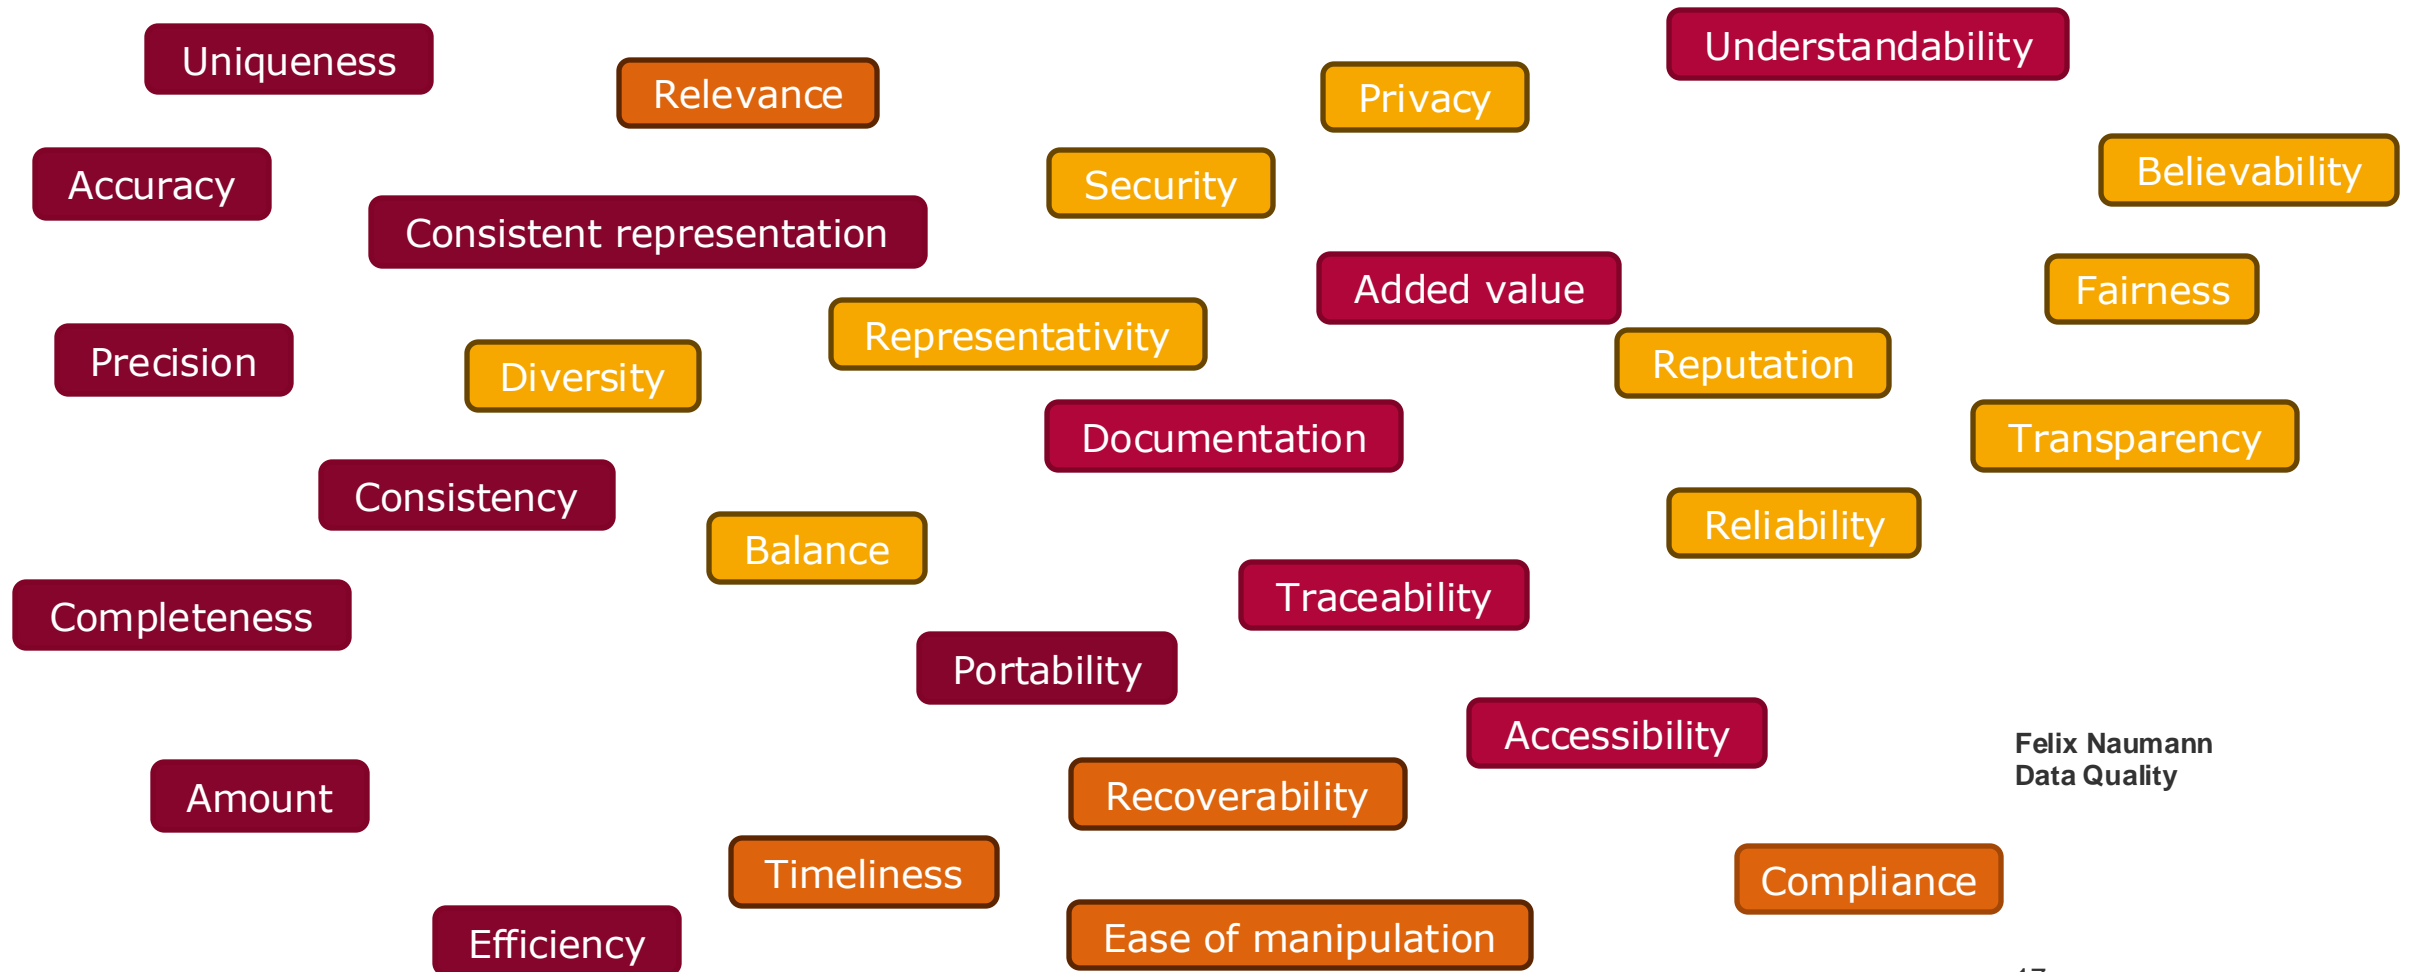 Understandability
Uniqueness
Relevance
Privacy
Believability
Accuracy
Security
Consistent representation
Added value
Fairness
Representativity
Precision
Reputation
Diversity
Documentation
Transparency
Consistency
Reliability
Balance
Traceability
Completeness
Portability
Accessibility
Felix Naumann
Data Quality
Amount
Recoverability
Timeliness
Compliance
Ease of manipulation
Efficiency